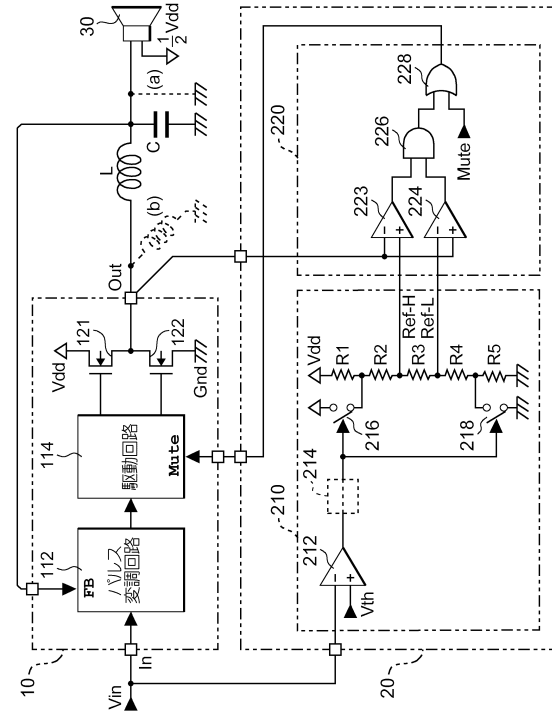 10
Vin
In
112
FB
パルス
変調回路
114
駆動回路
Mute
Vdd
121
122
Gnd
Out
(b)
L
C
(a)
30
1/2 Vdd
20
210
212
Vth
214
216
218
Vdd
R1
R2
R3
R4
R5
Ref-H
Ref-L
220
223
224
226
228
Mute